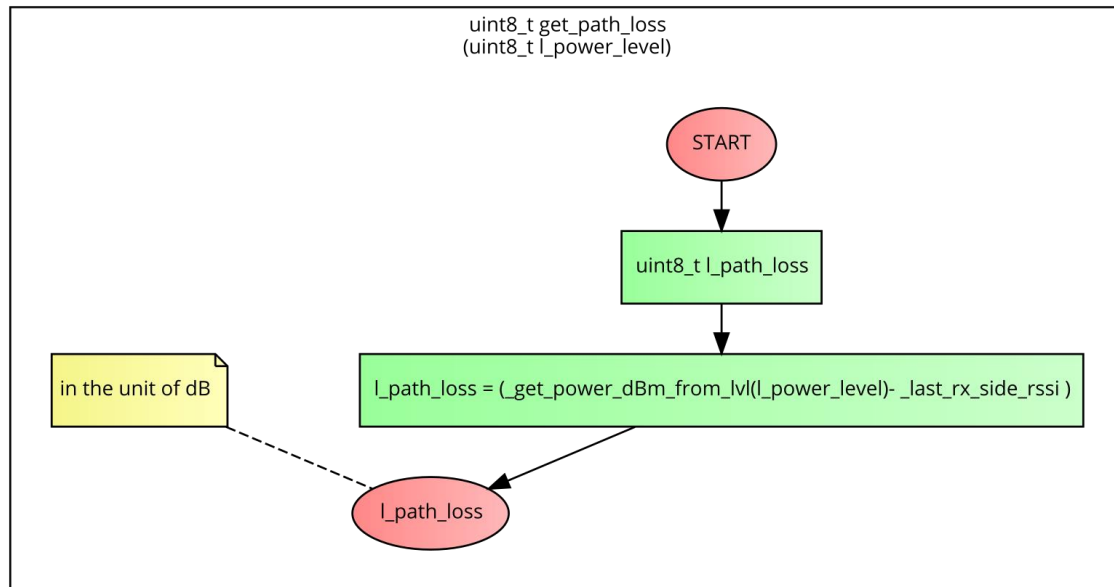 uint8_t get_path_loss
(uint8_t l_power_level)
START
uint8_t l_path_loss
in the unit of dB
l_path_loss = (_get_power_dBm_from_lvl(l_power_level)- _last_rx_side_rssi )
l_path_loss